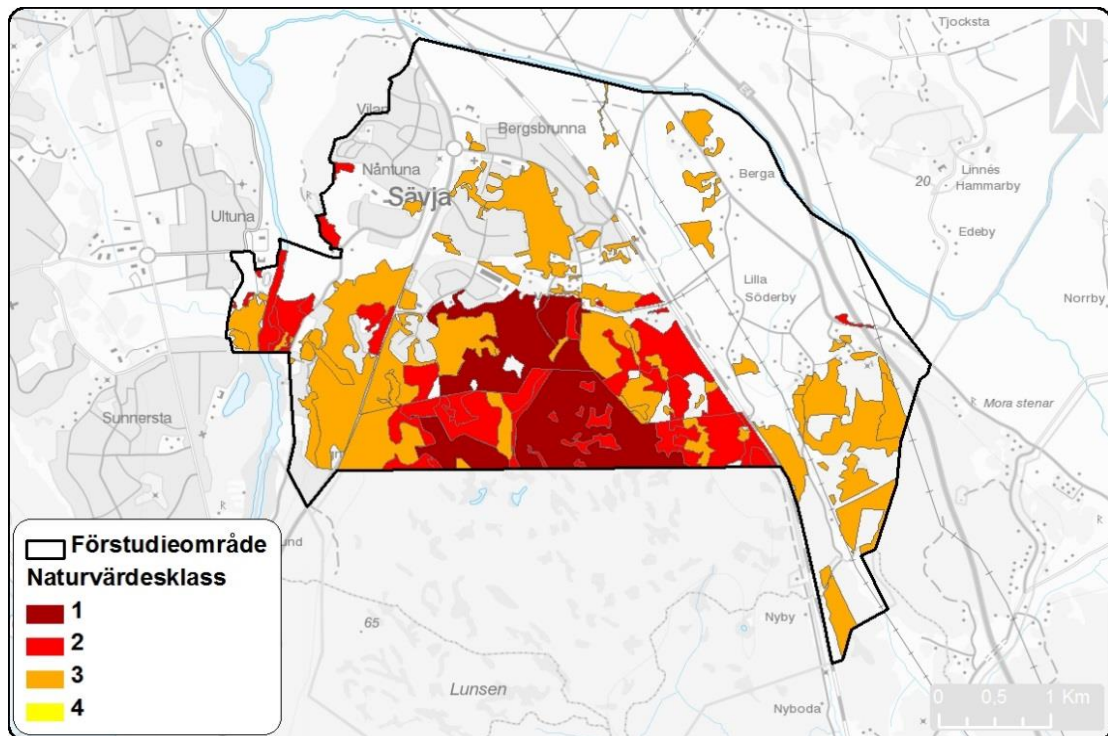 Tjocksta
N
Vilan
Bergsbrunna
Nåntuna
Sävja
Berga
20
Linnés
Hammarby
Ultuna
Edeby
Lilla
Söderby
Norrby
Sunnersta
Mora stenar
Förstudieområde
Naturvärdesklass
1
2
3
4
65
Lunsen
Nyby
Nyboda
0 0,5 1 Km